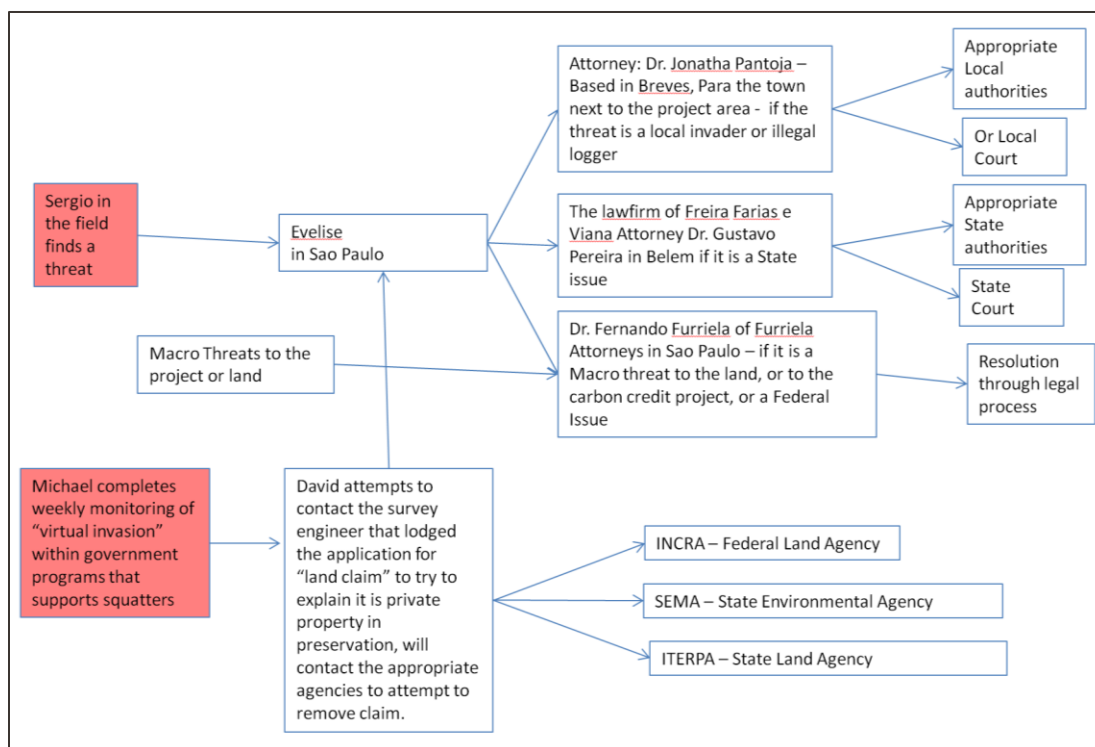 Attorney: Dr. Jonatha Pantoja –
Based in Breves, Para the town
next to the project area -  if the
threat is a local invader or illegal
logger
Appropriate
Local
authorities
Or Local
Court
Sergio in
the field
finds a
threat
Evelise
in Sao Paulo
The lawfirm of Freira Farias e
Viana Attorney Dr. Gustavo
Pereira in Belem if it is a State
issue
Appropriate
State
authorities
State
Court
Macro Threats to the
project or land
Dr. Fernando Furriela of Furriela
Attorneys in Sao Paulo – if it is a
Macro threat to the land, or to the
carbon credit project, or a Federal
Issue
Resolution
through legal
process
Michael completes
weekly monitoring of
“virtual invasion”
within government
programs that
supports squatters
David attempts to
contact the survey
engineer that lodged
the application for
“land claim” to try to
explain it is private
property in
preservation, will
contact the appropriate
agencies to attempt to
remove claim.
INCRA – Federal Land Agency
SEMA – State Environmental Agency
ITERPA – State Land Agency